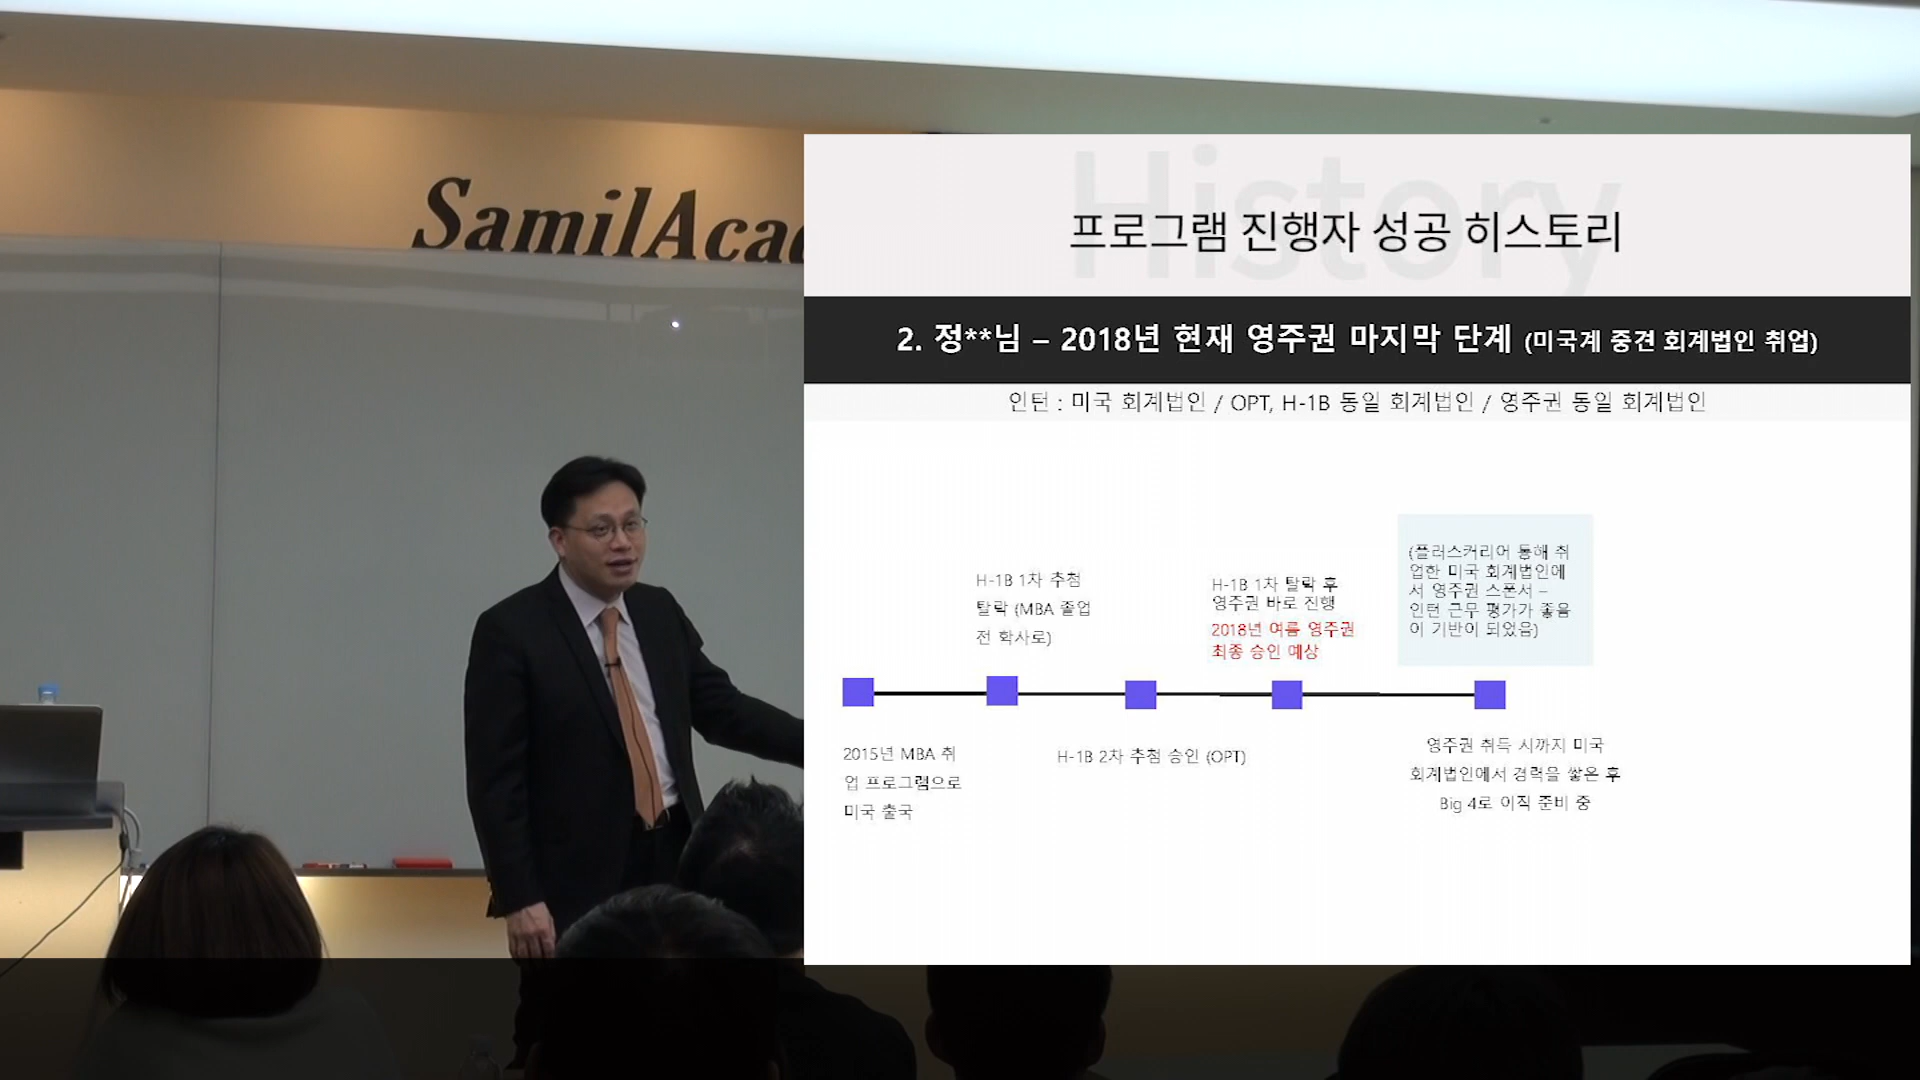 SamilAca
History
프로그램 진행자 성공 히스토리
2. 정**님 – 2018년 현재 영주권 마지막 단계 (미국계 중견 회계법인 취업)
인턴 : 미국 회계법인 / OPT, H-1B 동일 회계법인 / 영주권 동일 회계법인
H-1B 1차 추첨
탈락 (MBA 졸업
전 학사로)
H-1B 1차 탈락 후
영주권 바로 진행
2018년 여름 영주권
최종 승인 예상
(플러스커리어 통해 취
업한 미국 회계법인에
서 영주권 스폰서 –
인턴 근무 평가가 좋음
이 기반이 되었음)
2015년 MBA 취
업 프로그램으로
미국 출국
H-1B 2차 추첨 승인 (OPT)
영주권 취득 시까지 미국
회계법인에서 경력을 쌓은 후
Big 4로 이직 준비 중